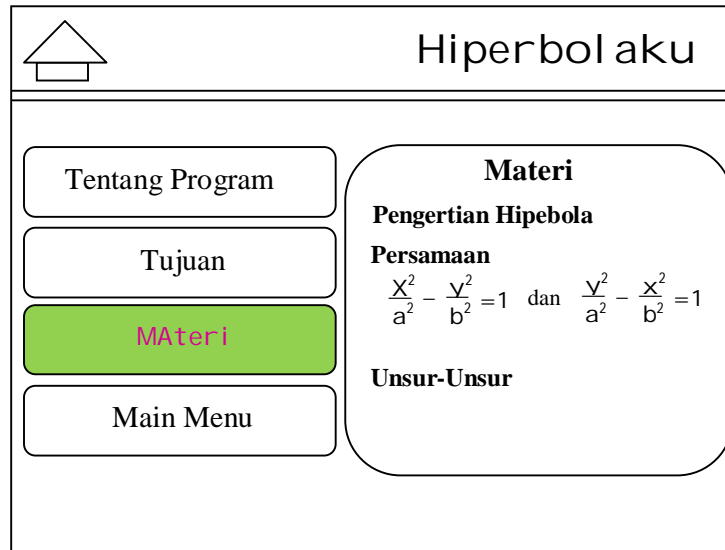 Hiperbolaku
Tentang Program
Tujuan
MAteri
Main Menu
Materi
Pengertian Hipebola
Persamaan
X²/a² − y²/b² = 1 dan y²/a² − x²/b² = 1
Unsur-Unsur